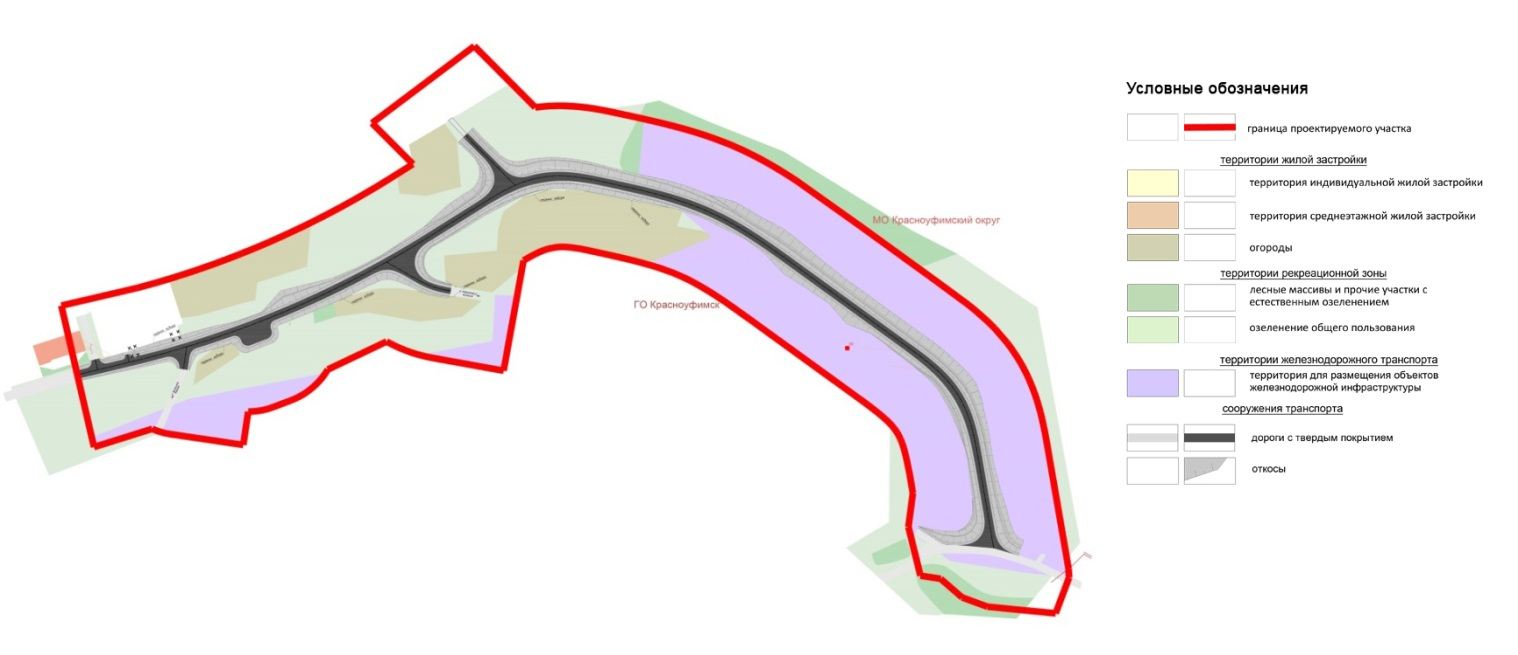 Условные обозначения
граница проектируемого участка
территории жилой застройки
территория индивидуальной жилой застройки
территория среднеэтажной жилой застройки
огороды
территории рекреационной зоны
лесные массивы и прочие участки с
естественным озеленением
озеленение общего пользования
территории железнодорожного транспорта
территория для размещения объектов
железнодорожной инфраструктуры
сооружения транспорта
дороги с твердым покрытием
откосы
МО Красноуфимский округ
ГО Красноуфимск